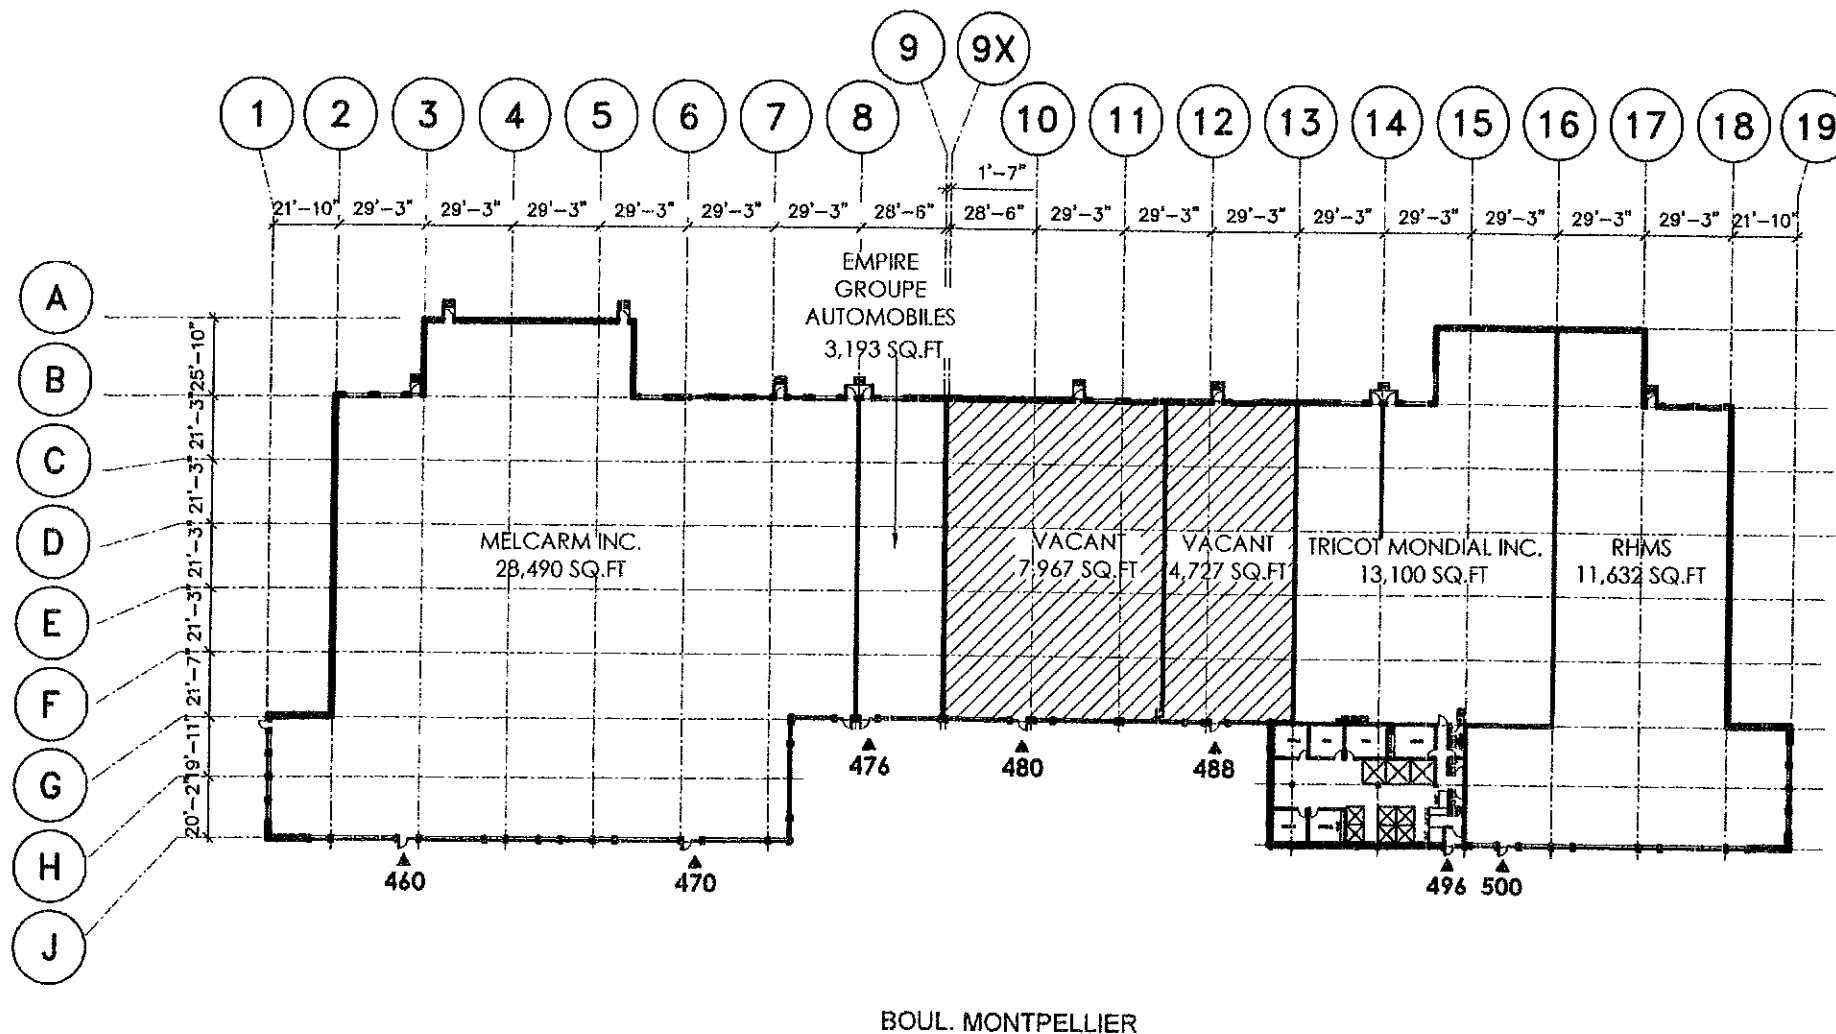 9 9X
1 2 3 4 5 6 7 8 10 11 12 13 14 15 16 17 18 19
1'-7"
21'-10" 29'-3" 29'-3" 29'-3" 29'-3" 29'-3" 29'-3" 28'-6" 28'-6" 29'-3" 29'-3" 29'-3" 29'-3" 29'-3" 29'-3" 29'-3" 29'-3" 21'-10"
A
B
C
D
E
F
G
H
J
25'-10"
21'-3"
21'-3"
21'-3"
21'-3"
21'-7"
19'-11"
20'-2"
EMPIRE
GROUPE
AUTOMOBILES
3,193 SQ.FT
MELCARM INC.
28,490 SQ.FT
VACANT
7,967 SQ.FT
VACANT
4,727 SQ.FT
TRICOT MONDIAL INC.
13,100 SQ.FT
RHMS
11,632 SQ.FT
476
480
488
460
470
496 500
BOUL. MONTPELLIER